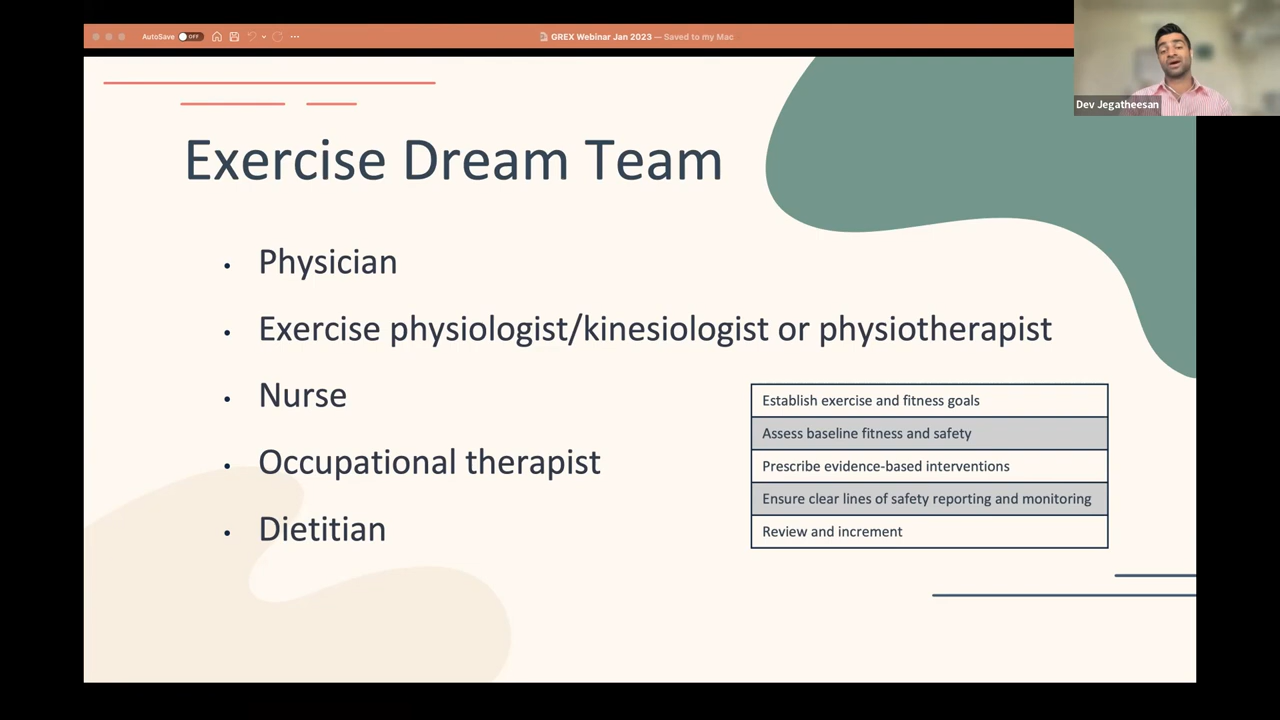 AutoSave OFF
GREX Webinar Jan 2023 — Saved to my Mac
Dev Jegatheesan
Exercise Dream Team
• Physician
• Exercise physiologist/kinesiologist or physiotherapist
• Nurse
• Occupational therapist
• Dietitian
Establish exercise and fitness goals
Assess baseline fitness and safety
Prescribe evidence-based interventions
Ensure clear lines of safety reporting and monitoring
Review and increment